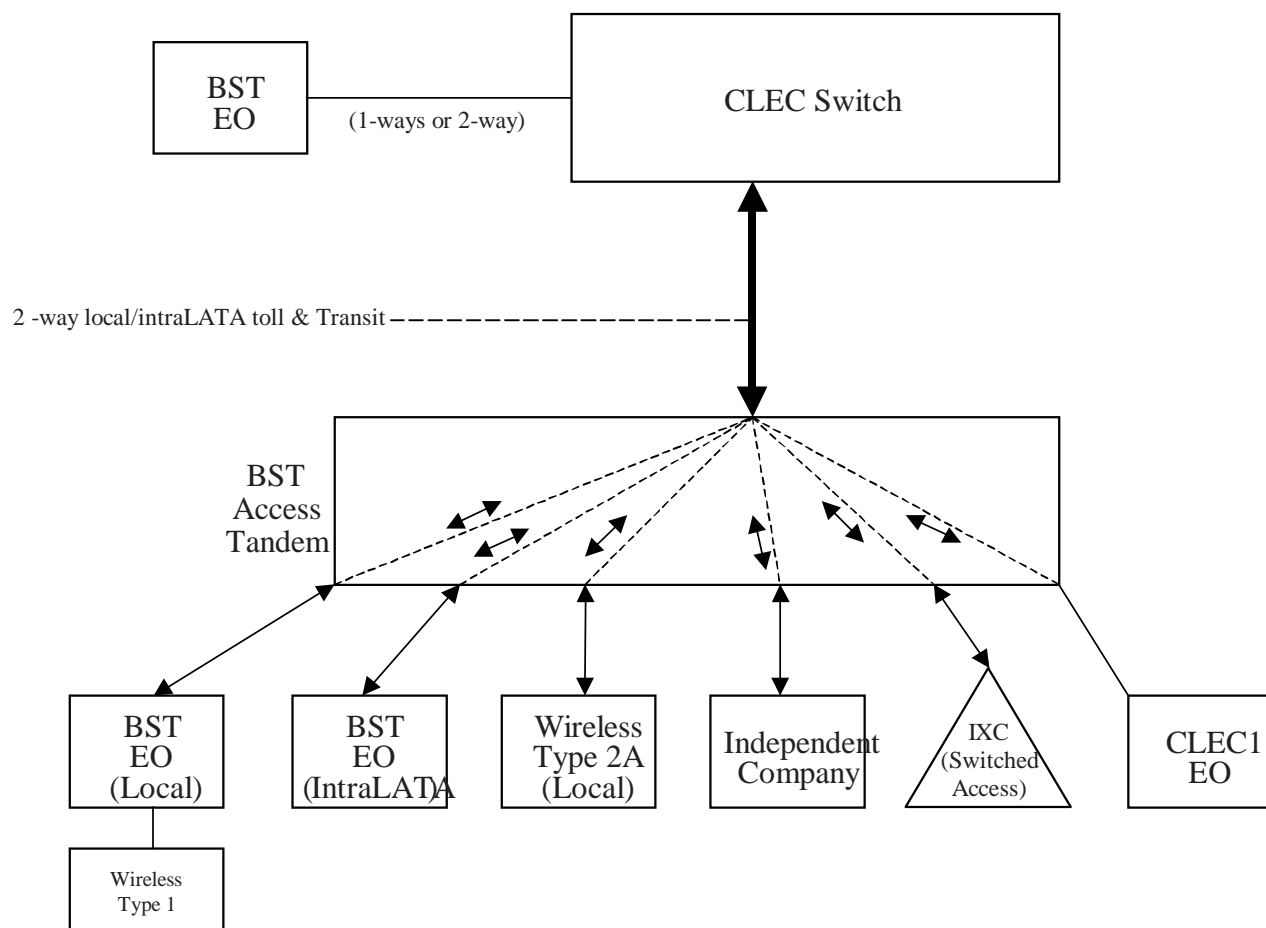 BST
EO
(1-ways or 2-way)
CLEC Switch
2 -way local/intraLATA toll & Transit
BST
Access
Tandem
BST
EO
(Local)
BST
EO
(IntraLAT)A
Wireless
Type 2A
(Local)
Independent
Company
IXC
(Switched
Access)
CLEC1
EO
Wireless
Type 1